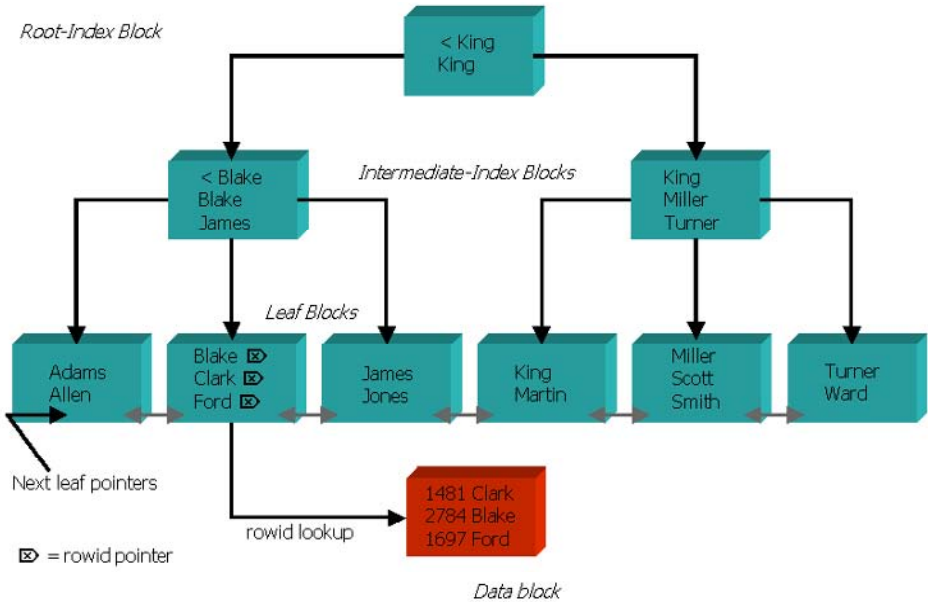 Root-Index Block
< King
King
< Blake
Blake
James
Intermediate-Index Blocks
King
Miller
Turner
Leaf Blocks
Adams
Allen
Blake
Clark
Ford
James
Jones
King
Martin
Miller
Scott
Smith
Turner
Ward
Next leaf pointers
rowid lookup
1481 Clark
2784 Blake
1697 Ford
= rowid pointer
Data block